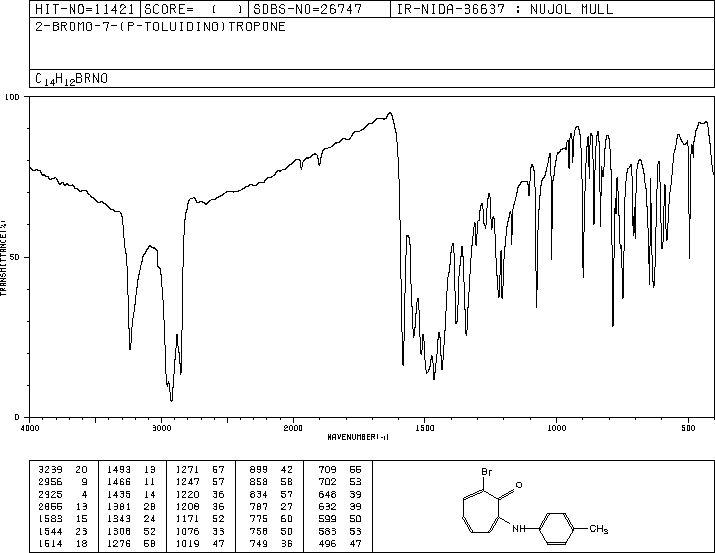 HIT-NO=11421 SCORE= ( ) SDBS-NO=26747 IR-NIDA-36637 : NUJOL MULL
2-BROMO-7-(P-TOLUIDINO)TROPONE
C14H12BRNO
100
50
0
TRANSMITTANCE(%)
4000 3000 2000 1500 1000 500
WAVENUMBER(-1)
3239 20 1493 13 1271 57 899 42 709 55
2956 9 1466 11 1247 57 858 58 702 53
2925 4 1435 14 1220 36 834 57 648 39
2855 13 1381 28 1208 36 787 27 632 39
1583 15 1343 24 1171 52 775 60 599 50
1544 23 1308 52 1076 33 758 50 583 53
1514 18 1276 58 1019 47 749 36 496 47
Br
O
NH
CH3